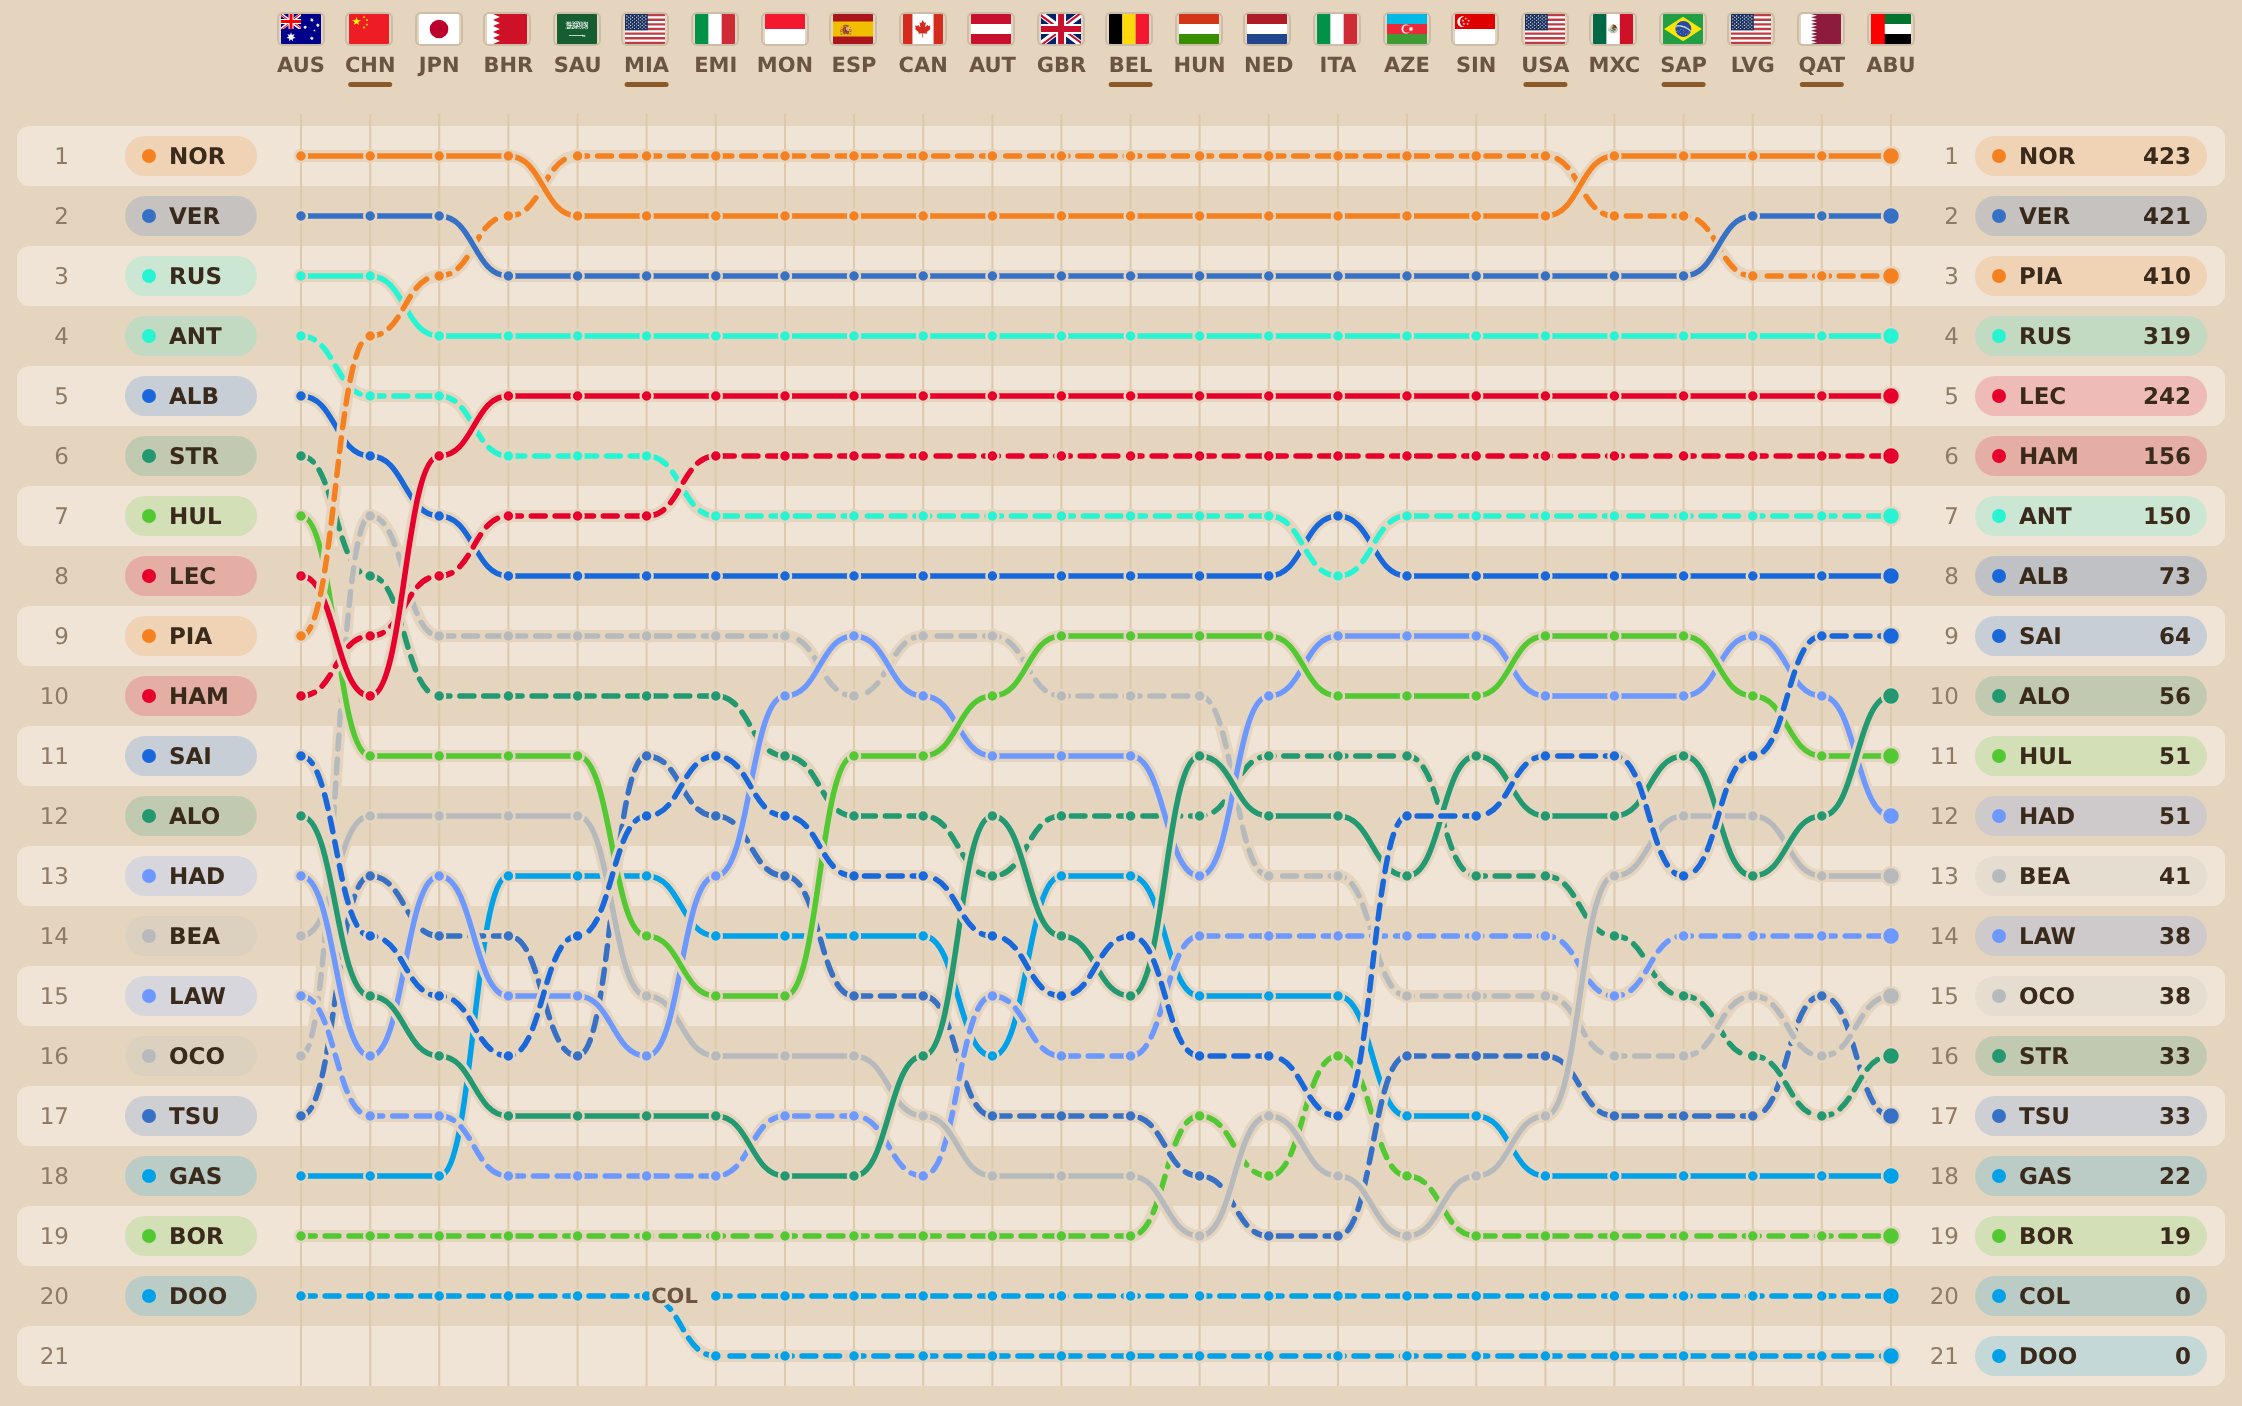 AUS CHN JPN BHR SAU MIA EMI MON ESP CAN AUT GBR BEL HUN NED ITA AZE SIN USA MXC SAP LVG QAT ABU
1 NOR 1 NOR 423
2 VER 2 VER 421
3 RUS 3 PIA 410
4 ANT 4 RUS 319
5 ALB 5 LEC 242
6 STR 6 HAM 156
7 HUL 7 ANT 150
8 LEC 8 ALB 73
9 PIA 9 SAI 64
10 HAM 10 ALO 56
11 SAI 11 HUL 51
12 ALO 12 HAD 51
13 HAD 13 BEA 41
14 BEA 14 LAW 38
15 LAW 15 OCO 38
16 OCO 16 STR 33
17 TSU 17 TSU 33
18 GAS 18 GAS 22
19 BOR 19 BOR 19
20 DOO COL 20 COL 0
21 21 DOO 0